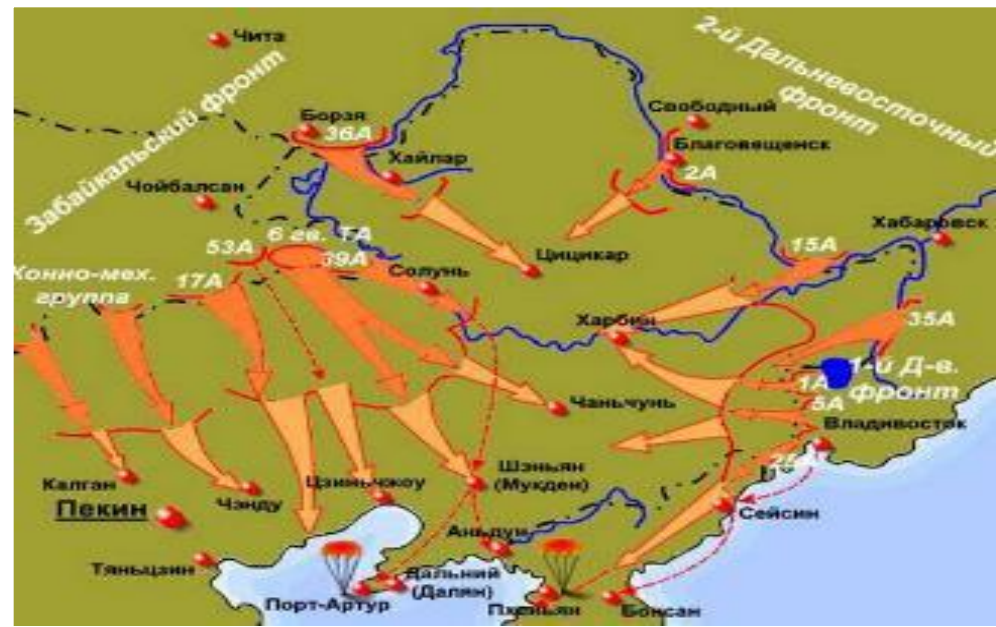 Чита
2-й Дальневосточный
фронт
Забайкальский фронт
Борзя
36А
Свободный
Хайлар
Благовещенск
2А
Чойбалсан
Хабаровск
6 гв. ТА
53А
39А
15А
Цицикар
Солунь
Конно-мех.
группа
17А
Харбин
35А
1-й Д-в.
фронт
1А
5А
Чаньчунь
Владивосток
Шэньян
(Мукден)
Калган
Цзиньчжоу
Чэнду
Пекин
Сейсин
Аньдун
Тяньцзин
Дальний
(Далян)
Порт-Артур
Пхеньян
Вонсан